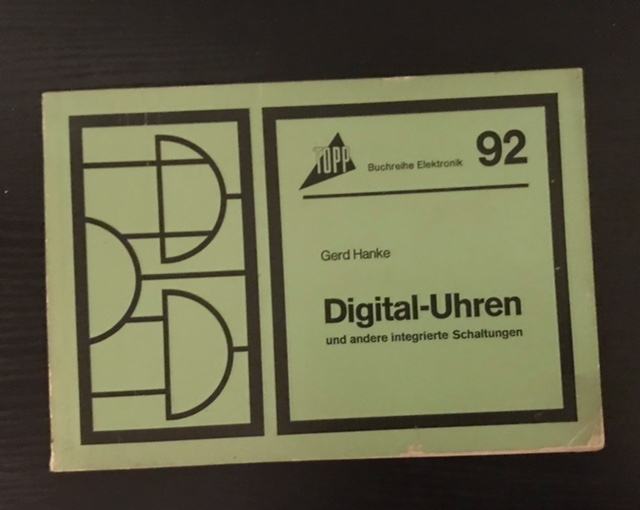 TOPP
Buchreihe Elektronik 92
Gerd Hanke
Digital-Uhren
und andere integrierte Schaltungen